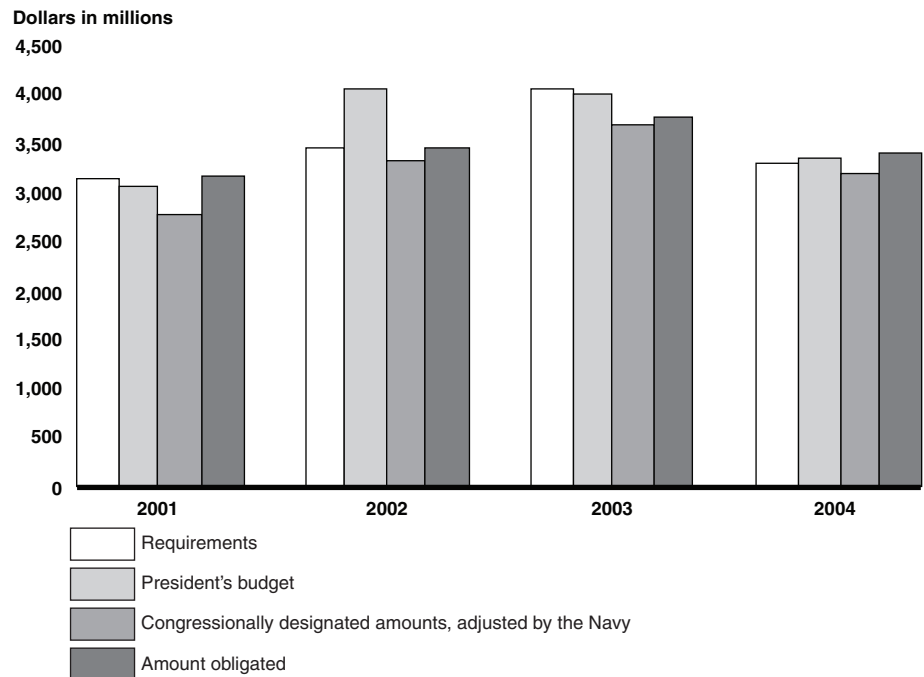 Dollars in millions
4,500
4,000
3,500
3,000
2,500
2,000
1,500
1,000
500
0
2001 2002 2003 2004
Requirements
President's budget
Congressionally designated amounts, adjusted by the Navy
Amount obligated